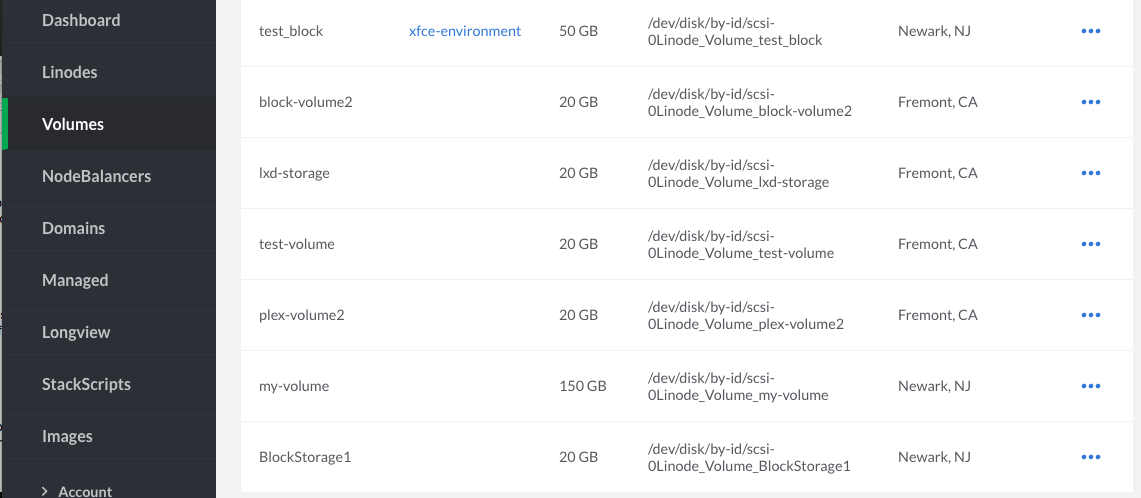 Dashboard
Linodes
Volumes
NodeBalancers
Domains
Managed
Longview
StackScripts
Images
Account
test_block xfce-environment 50 GB /dev/disk/by-id/scsi- Newark, NJ
0Linode_Volume_test_block
block-volume2 20 GB /dev/disk/by-id/scsi- Fremont, CA
0Linode_Volume_block-volume2
lxd-storage 20 GB /dev/disk/by-id/scsi- Fremont, CA
0Linode_Volume_lxd-storage
test-volume 20 GB /dev/disk/by-id/scsi- Fremont, CA
0Linode_Volume_test-volume
plex-volume2 20 GB /dev/disk/by-id/scsi- Fremont, CA
0Linode_Volume_plex-volume2
my-volume 150 GB /dev/disk/by-id/scsi- Newark, NJ
0Linode_Volume_my-volume
BlockStorage1 20 GB /dev/disk/by-id/scsi- Newark, NJ
0Linode_Volume_BlockStorage1